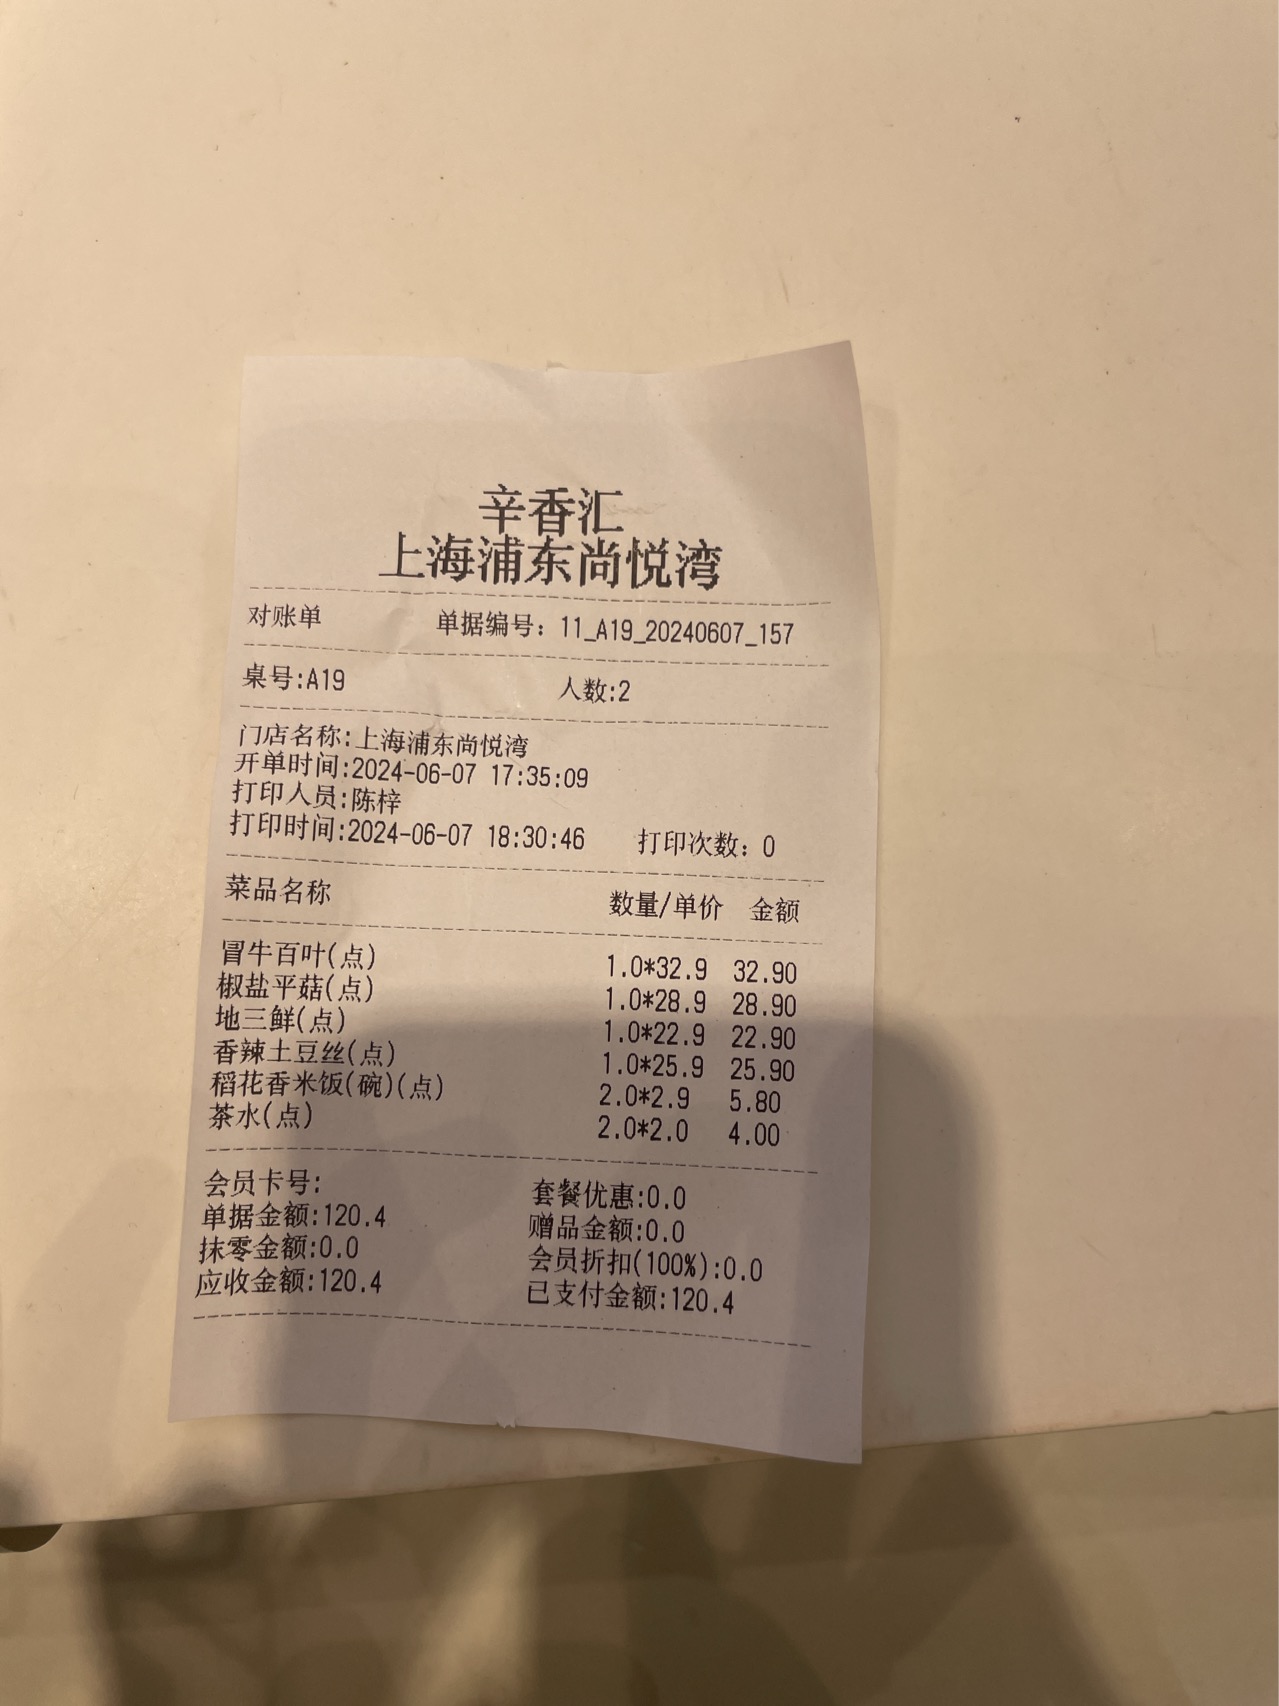 辛香汇
上海浦东尚悦湾
对账单 单据编号：11_A19_20240607_157
桌号:A19 人数:2
门店名称:上海浦东尚悦湾
开单时间:2024-06-07 17:35:09
打印人员:陈梓
打印时间:2024-06-07 18:30:46 打印次数：0
菜品名称 数量/单价 金额
冒牛百叶(点) 1.0*32.9 32.90
椒盐平菇(点) 1.0*28.9 28.90
地三鲜(点) 1.0*22.9 22.90
香辣土豆丝(点) 1.0*25.9 25.90
稻花香米饭(碗)(点) 2.0*2.9 5.80
茶水(点) 2.0*2.0 4.00
会员卡号: 套餐优惠:0.0
单据金额:120.4 赠品金额:0.0
抹零金额:0.0 会员折扣(100%):0.0
应收金额:120.4 已支付金额:120.4